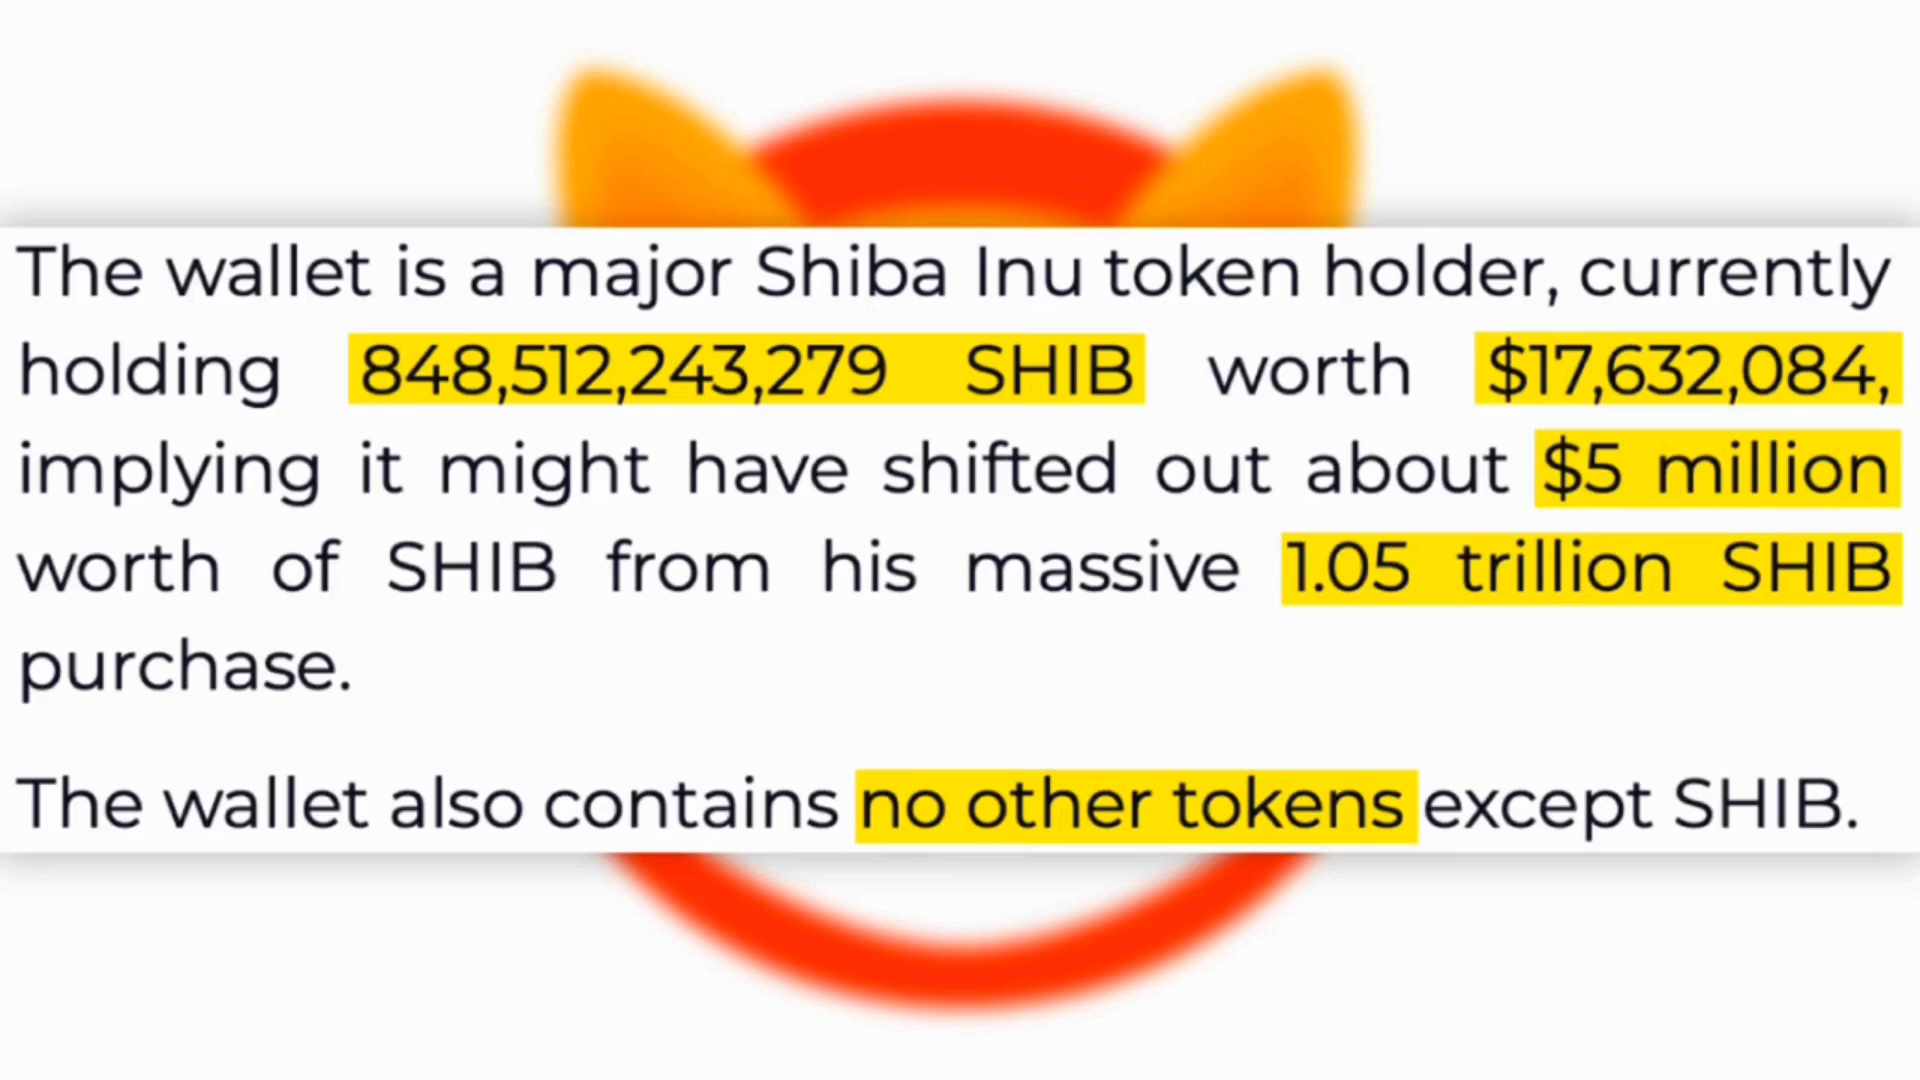 The wallet is a major Shiba Inu token holder, currently
holding 848,512,243,279 SHIB worth $17,632,084,
implying it might have shifted out about $5 million
worth of SHIB from his massive 1.05 trillion SHIB
purchase.
The wallet also contains no other tokens except SHIB.